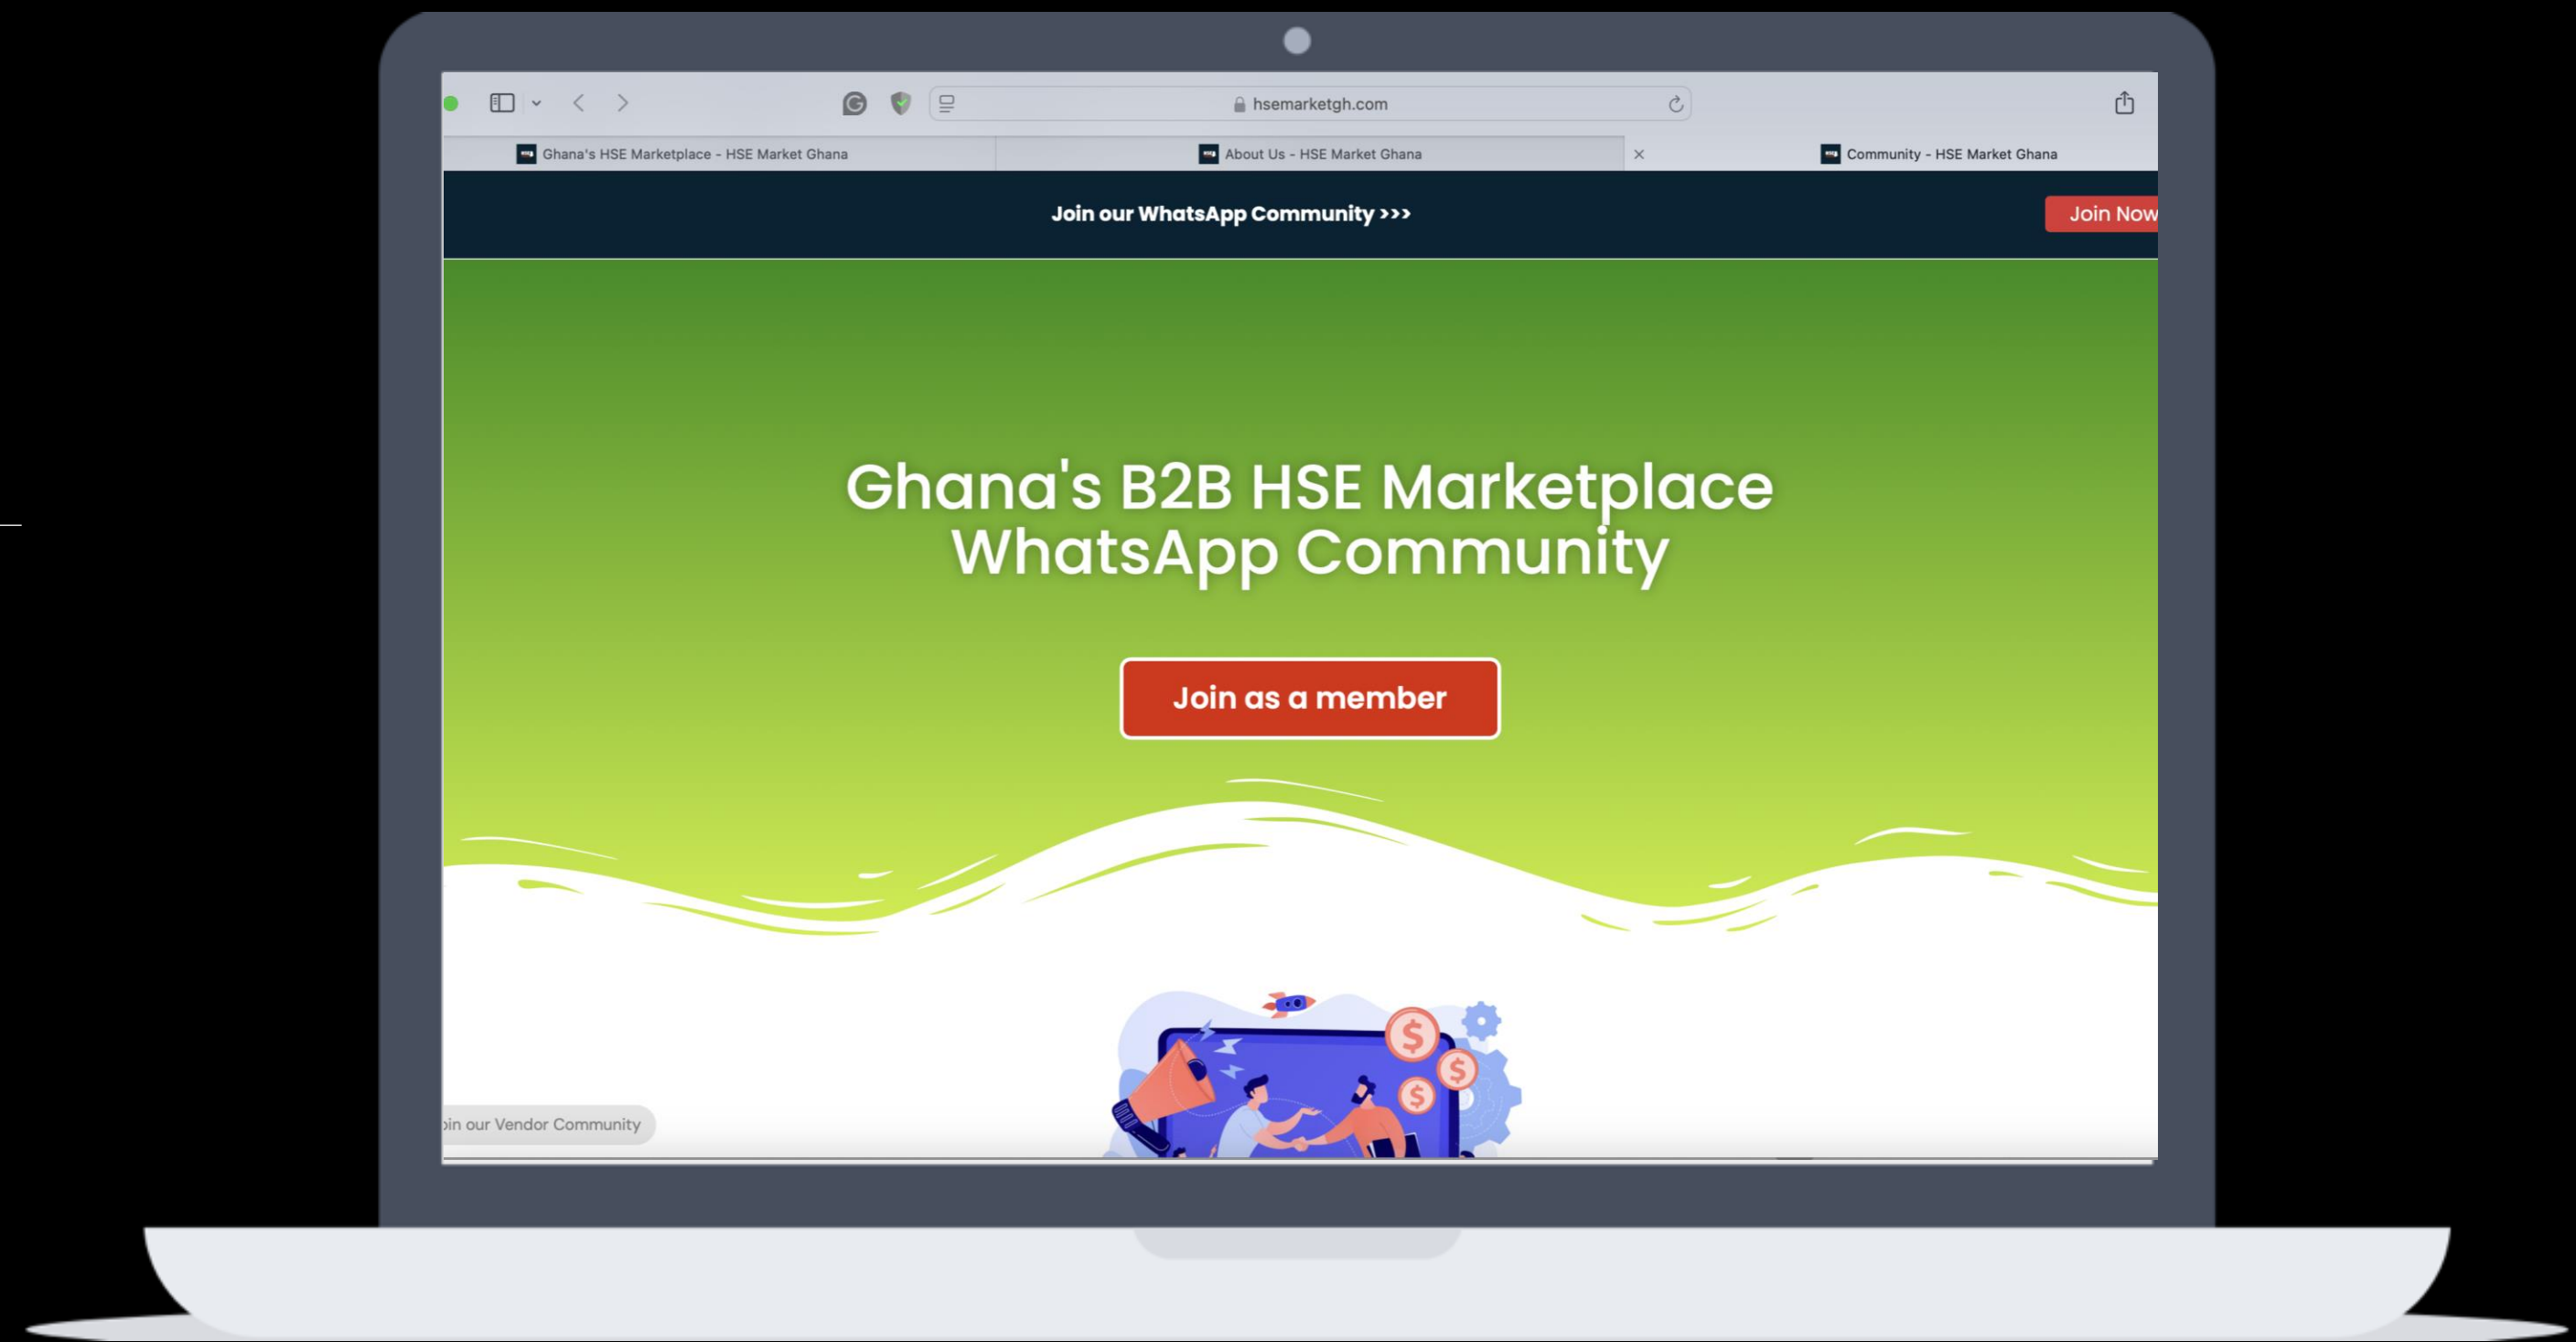 hsemarketgh.com
Ghana's HSE Marketplace - HSE Market Ghana
About Us - HSE Market Ghana
Community - HSE Market Ghana
Join our WhatsApp Community >>>
Join Now
Ghana's B2B HSE Marketplace
WhatsApp Community
Join as a member
$
$
$
oin our Vendor Community